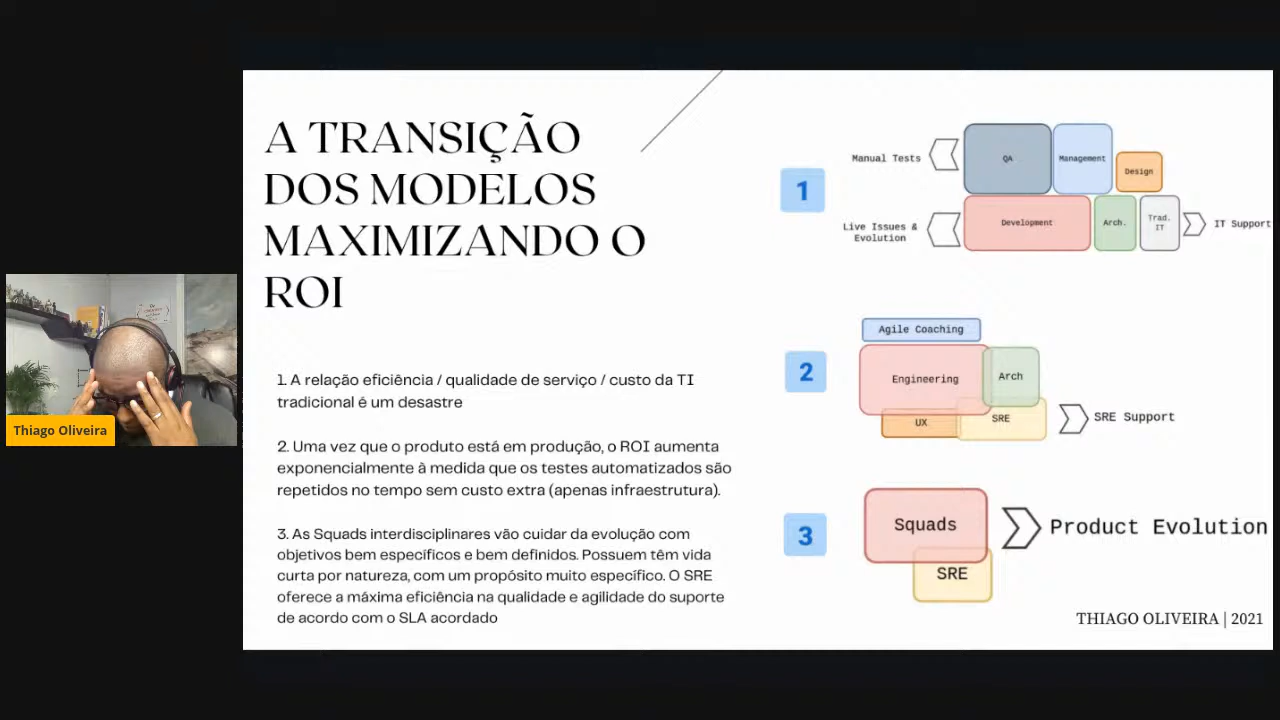 A TRANSIÇÃO
DOS MODELOS
MAXIMIZANDO O
ROI
1. A relação eficiência / qualidade de serviço / custo da TI
tradicional é um desastre
2. Uma vez que o produto está em produção, o ROI aumenta
exponencialmente à medida que os testes automatizados são
repetidos no tempo sem custo extra (apenas infraestrutura).
3. As Squads interdisciplinares vão cuidar da evolução com
objetivos bem específicos e bem definidos. Possuem têm vida
curta por natureza, com um propósito muito específico. O SRE
oferece a máxima eficiência na qualidade e agilidade do suporte
de acordo com o SLA acordado
1
Manual Tests
QA
Management
Design
Live Issues &
Evolution
Development
Arch.
Trad.
IT
IT Support
2
Agile Coaching
Engineering
Arch
UX
SRE
SRE Support
3
Squads
SRE
Product Evolution
THIAGO OLIVEIRA | 2021
Thiago Oliveira